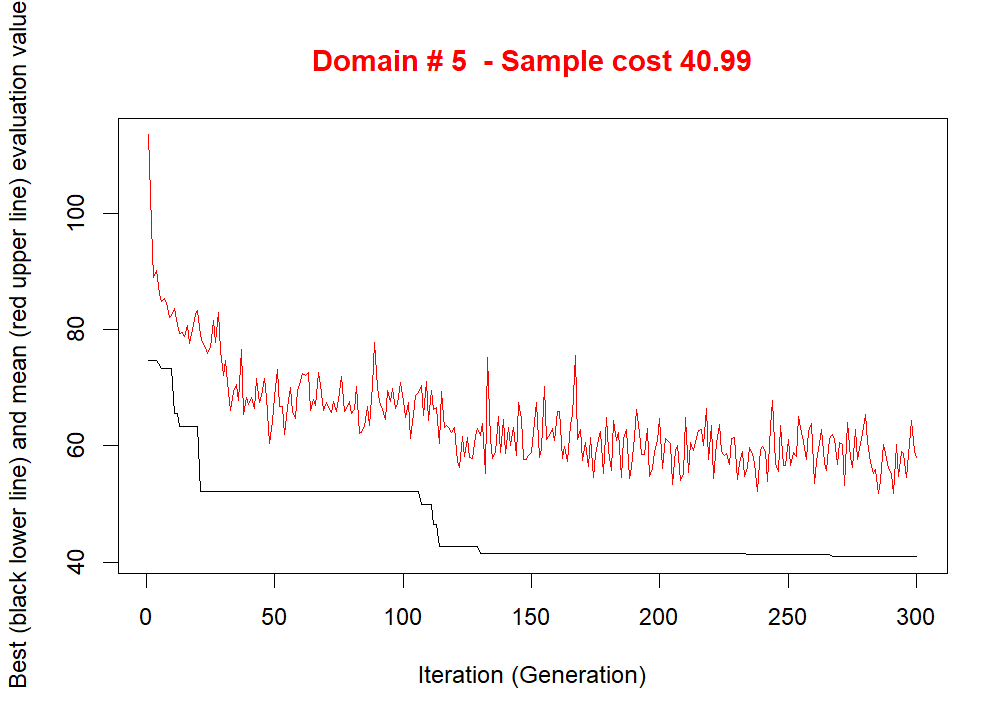 Domain # 5  - Sample cost 40.99
Best (black lower line) and mean (red upper line) evaluation value
100
80
60
40
0 50 100 150 200 250 300
Iteration (Generation)